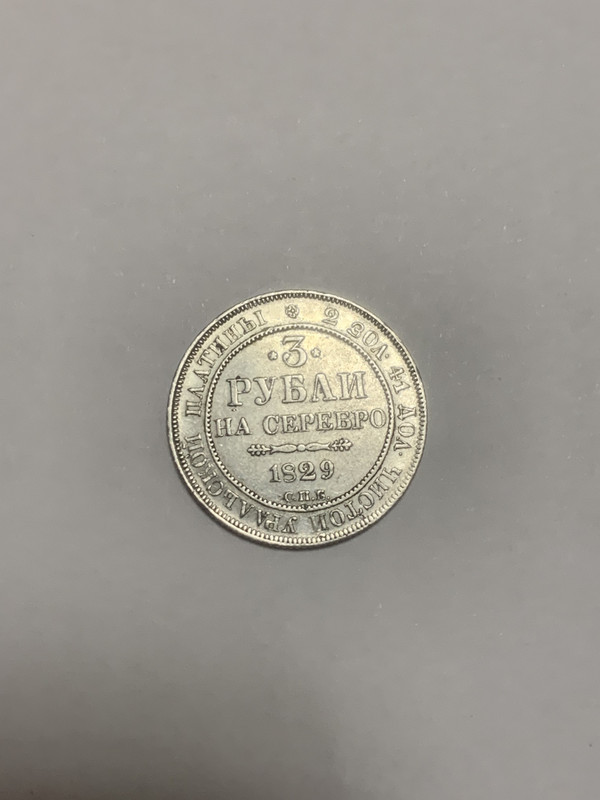 * 3 *
РУБЛИ
НА СЕРЕБРО
1829
С.П.Б.
2 ЗОЛ. 41 ДОЛ. ЧИСТОЙ УРАЛЬСКОЙ ПЛАТИНЫ